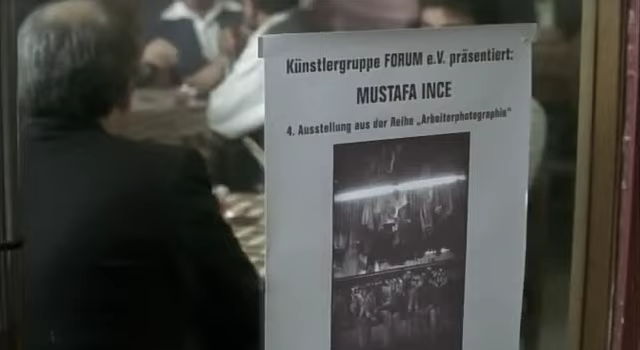 Künstlergruppe FORUM e.V. präsentiert:
MUSTAFA INCE
4. Ausstellung aus der Reihe „Arbeiterphotographie"